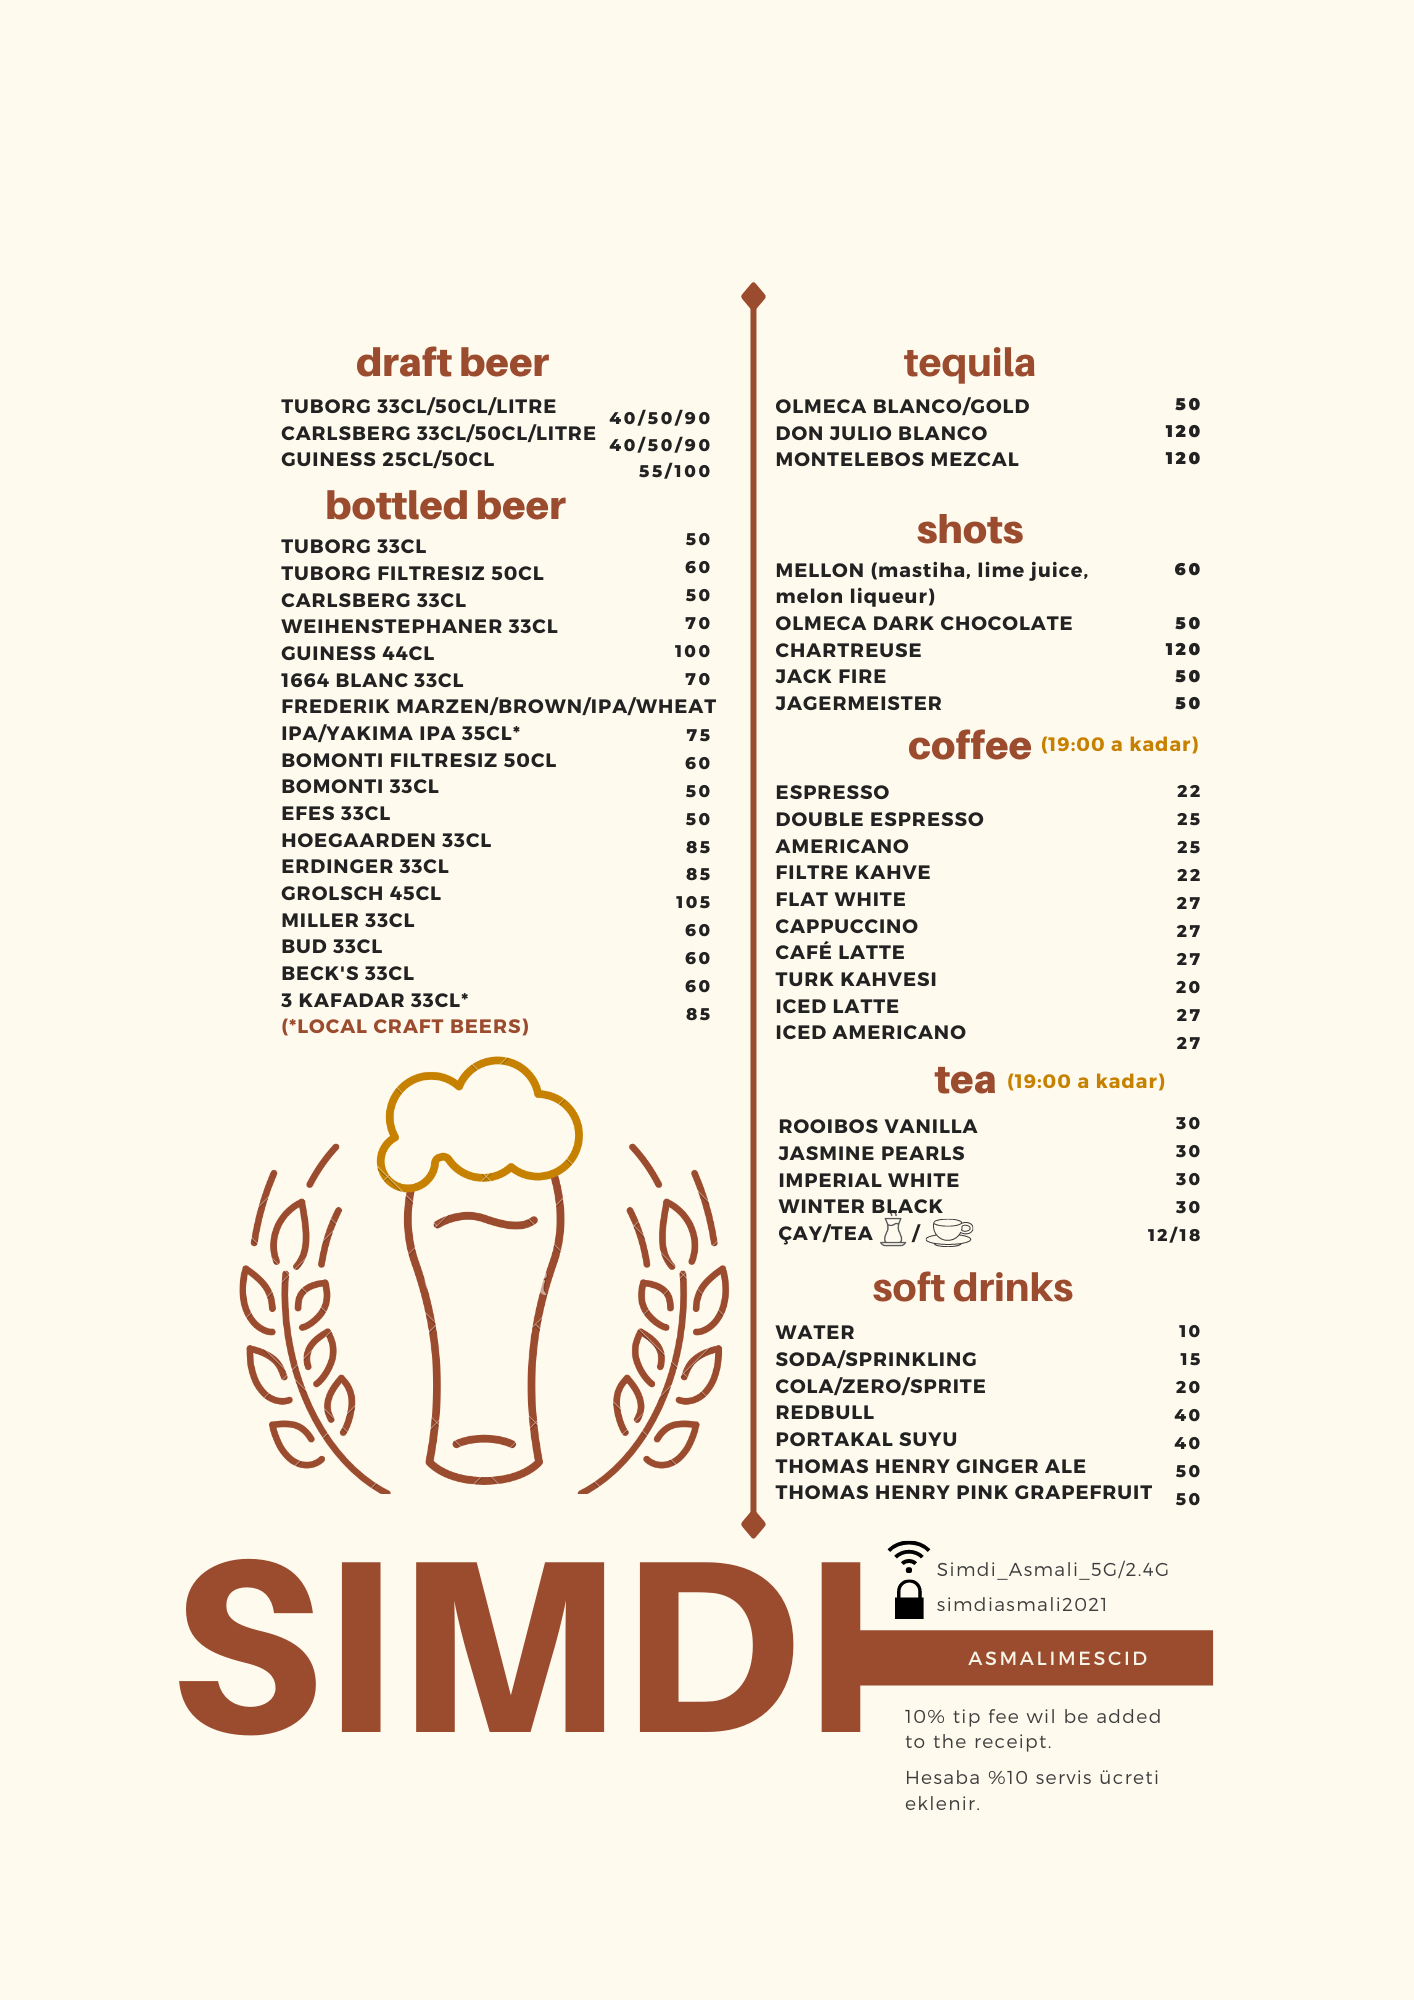 draft beer
TUBORG 33CL/50CL/LITRE 40/50/90
CARLSBERG 33CL/50CL/LITRE 40/50/90
GUINESS 25CL/50CL 55/100
bottled beer
TUBORG 33CL 50
TUBORG FILTRESIZ 50CL 60
CARLSBERG 33CL 50
WEIHENSTEPHANER 33CL 70
GUINESS 44CL 100
1664 BLANC 33CL 70
FREDERIK MARZEN/BROWN/IPA/WHEAT
IPA/YAKIMA IPA 35CL* 75
BOMONTI FILTRESIZ 50CL 60
BOMONTI 33CL 50
EFES 33CL 50
HOEGAARDEN 33CL 85
ERDINGER 33CL 85
GROLSCH 45CL 105
MILLER 33CL 60
BUD 33CL 60
BECK'S 33CL 60
3 KAFADAR 33CL* 85
(*LOCAL CRAFT BEERS)
tequila
OLMECA BLANCO/GOLD 50
DON JULIO BLANCO 120
MONTELEBOS MEZCAL 120
shots
MELLON (mastiha, lime juice, 60
melon liqueur)
OLMECA DARK CHOCOLATE 50
CHARTREUSE 120
JACK FIRE 50
JAGERMEISTER 50
coffee (19:00 a kadar)
ESPRESSO 22
DOUBLE ESPRESSO 25
AMERICANO 25
FILTRE KAHVE 22
FLAT WHITE 27
CAPPUCCINO 27
CAFÉ LATTE 27
TURK KAHVESI 20
ICED LATTE 27
ICED AMERICANO 27
tea (19:00 a kadar)
ROOIBOS VANILLA 30
JASMINE PEARLS 30
IMPERIAL WHITE 30
WINTER BLACK 30
ÇAY/TEA / 12/18
soft drinks
WATER 10
SODA/SPRINKLING 15
COLA/ZERO/SPRITE 20
REDBULL 40
PORTAKAL SUYU 40
THOMAS HENRY GINGER ALE 50
THOMAS HENRY PINK GRAPEFRUIT 50
SIMDI
Simdi_Asmali_5G/2.4G
simdiasmali2021
ASMALIMESCID
10% tip fee wil be added
to the receipt.
Hesaba %10 servis ücreti
eklenir.